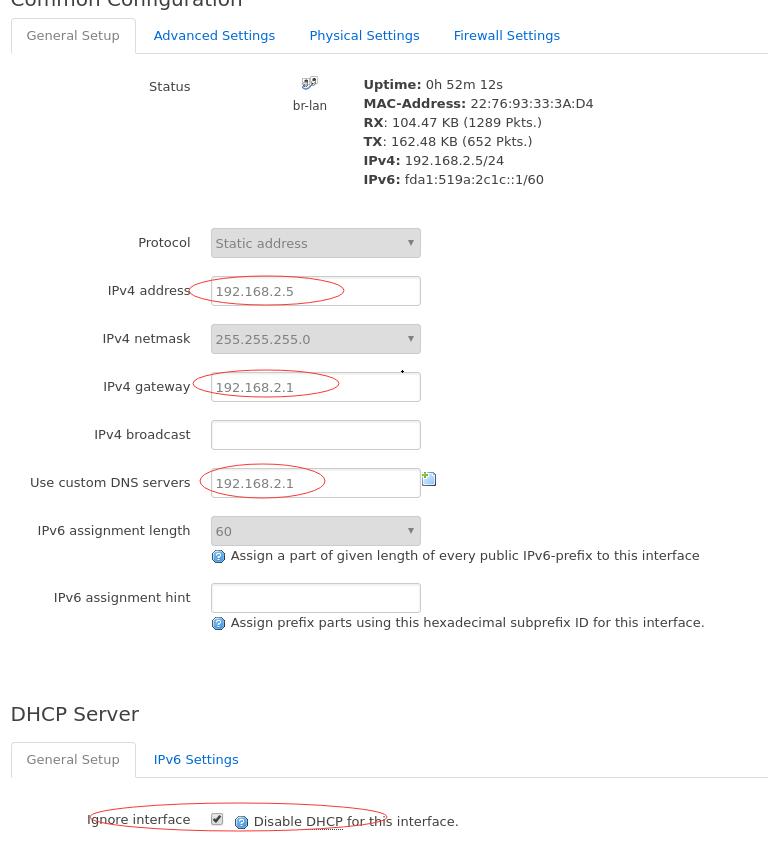 Common Configuration
General Setup Advanced Settings Physical Settings Firewall Settings
Status
br-lan
Uptime: 0h 52m 12s
MAC-Address: 22:76:93:33:3A:D4
RX: 104.47 KB (1289 Pkts.)
TX: 162.48 KB (652 Pkts.)
IPv4: 192.168.2.5/24
IPv6: fda1:519a:2c1c::1/60
Protocol Static address
IPv4 address 192.168.2.5
IPv4 netmask 255.255.255.0
IPv4 gateway 192.168.2.1
IPv4 broadcast
Use custom DNS servers 192.168.2.1
IPv6 assignment length 60
Assign a part of given length of every public IPv6-prefix to this interface
IPv6 assignment hint
Assign prefix parts using this hexadecimal subprefix ID for this interface.
DHCP Server
General Setup IPv6 Settings
Ignore interface Disable DHCP for this interface.